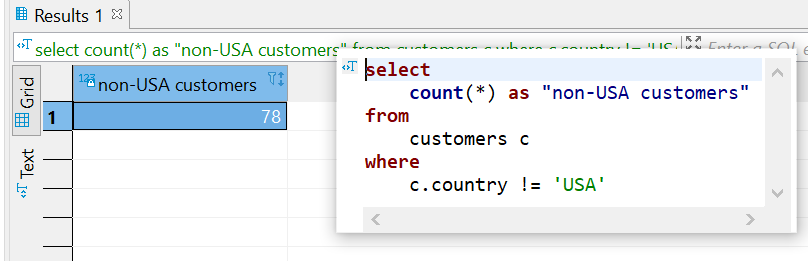 Results 1
select count(*) as "non-USA customers" from customers c where c.country != 'US
Enter a SQL e
Grid
Text
123 non-USA customers
1 78
select
count(*) as "non-USA customers"
from
customers c
where
c.country != 'USA'